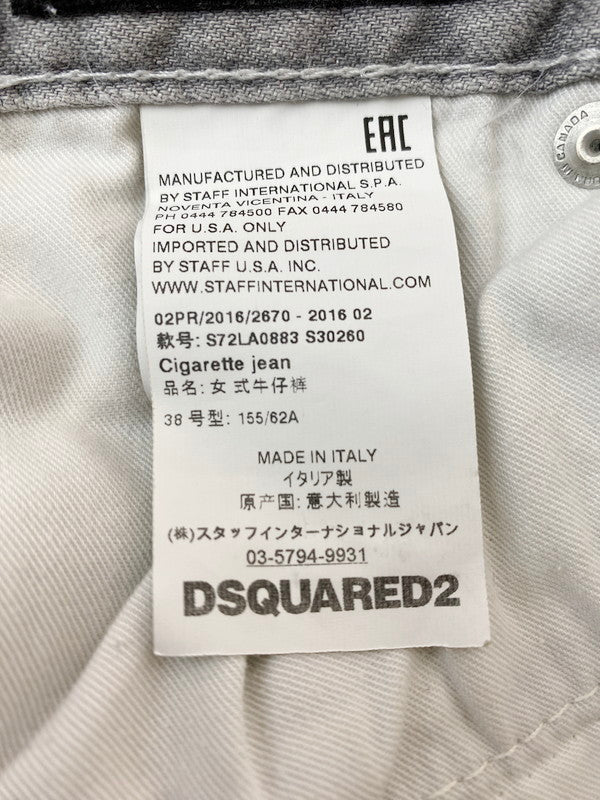 EAC
MANUFACTURED AND DISTRIBUTED
BY STAFF INTERNATIONAL S.P.A.
NOVENTA VICENTINA - ITALY
PH 0444 784500 FAX 0444 784580
FOR U.S.A. ONLY
IMPORTED AND DISTRIBUTED
BY STAFF U.S.A. INC.
WWW.STAFFINTERNATIONAL.COM
02PR/2016/2670 - 2016 02
款号: S72LA0883 S30260
Cigarette jean
品名: 女 式牛仔裤
38 号型: 155/62A
MADE IN ITALY
イタリア製
原产国: 意大利製造
(株)スタッフインターナショナルジャパン
03-5794-9931
DSQUARED2
CANADA